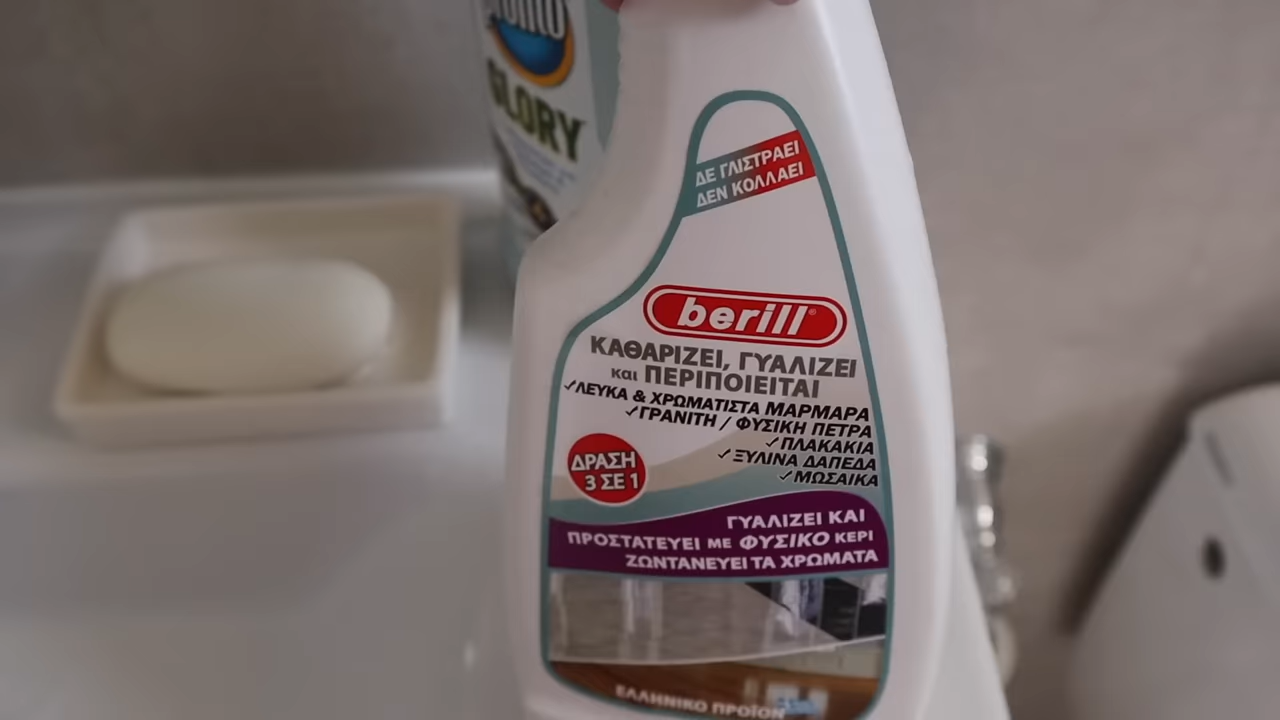 pronto
GLORY
ΔΕ ΓΛΙΣΤΡΑΕΙ
ΔΕΝ ΚΟΛΛΑΕΙ
berill®
ΚΑΘΑΡΙΖΕΙ, ΓΥΑΛΙΖΕΙ
και ΠΕΡΙΠΟΙΕΙΤΑΙ
✓ΛΕΥΚΑ & ΧΡΩΜΑΤΙΣΤΑ ΜΑΡΜΑΡΑ
✓ΓΡΑΝΙΤΗ / ΦΥΣΙΚΗ ΠΕΤΡΑ
✓ΠΛΑΚΑΚΙΑ
✓ΞΥΛΙΝΑ ΔΑΠΕΔΑ
✓ΜΩΣΑΙΚΑ
ΔΡΑΣΗ
3 ΣΕ 1
ΓΥΑΛΙΖΕΙ ΚΑΙ
ΠΡΟΣΤΑΤΕΥΕΙ ΜΕ ΦΥΣΙΚΟ ΚΕΡΙ
ΖΩΝΤΑΝΕΥΕΙ ΤΑ ΧΡΩΜΑΤΑ
ΕΛΛΗΝΙΚΟ ΠΡΟΪΟΝ